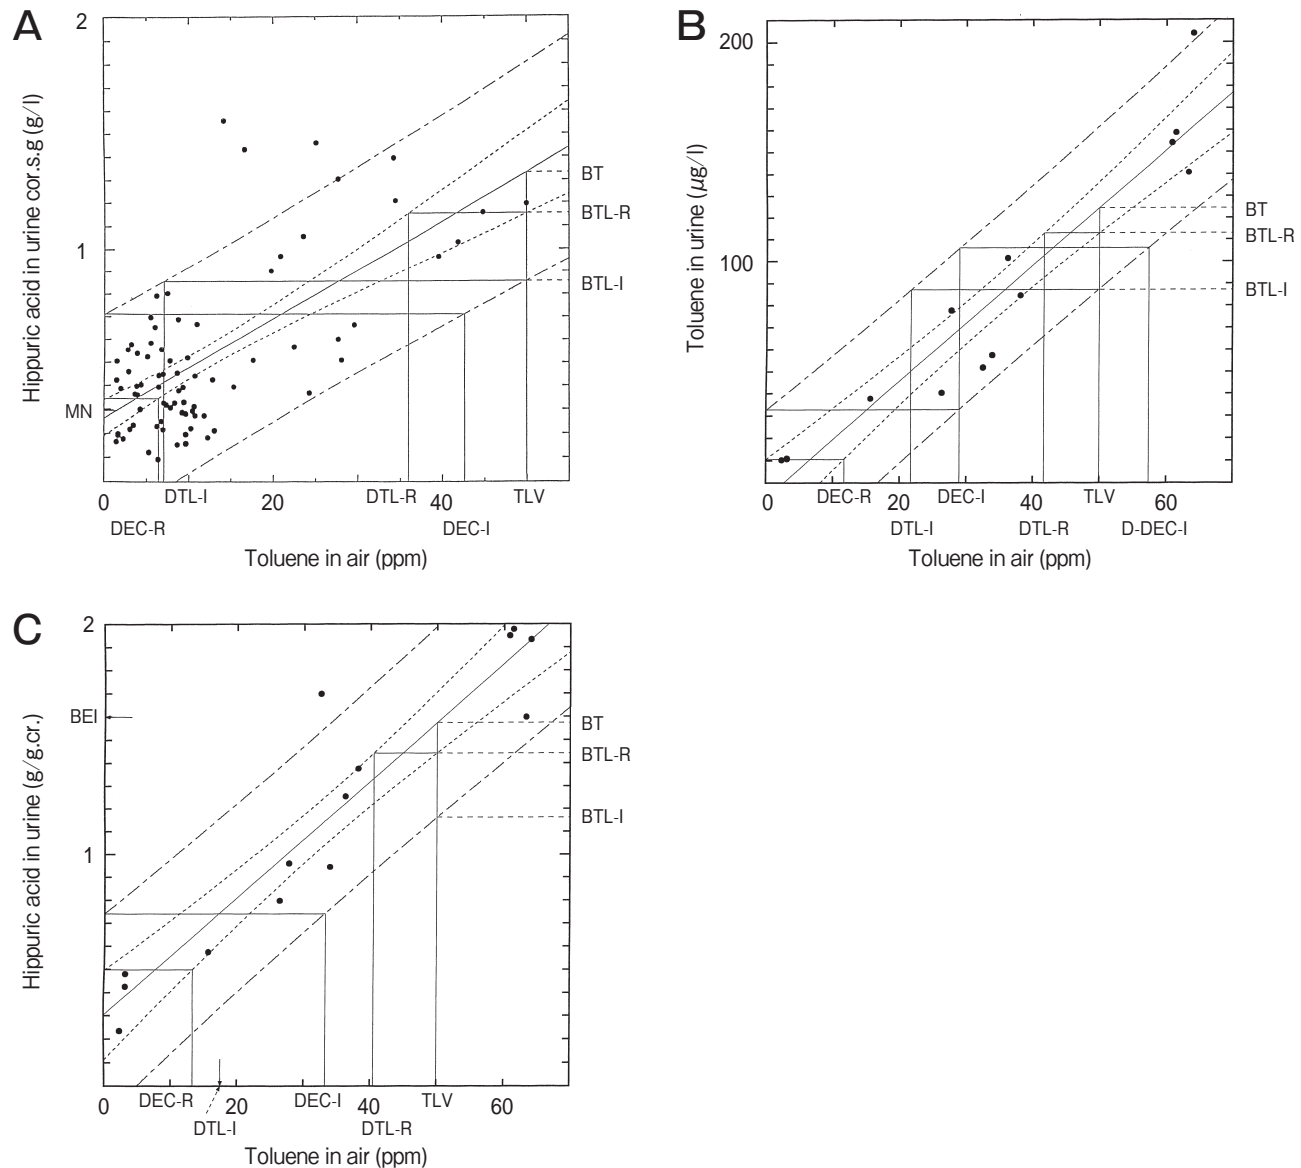 A
2
1
MN
Hippuric acid in urine cor.s.g (g/l)
BT
BTL-R
BTL-I
0
DTL-I
20
DTL-R
40
TLV
DEC-R
DEC-I
Toluene in air (ppm)
B
200
100
Toluene in urine (µg/l)
BT
BTL-R
BTL-I
0
DEC-R
20
DEC-I
40
TLV
60
DTL-I
DTL-R
D-DEC-I
Toluene in air (ppm)
C
2
BEI
1
Hippuric acid in urine (g/g.cr.)
BT
BTL-R
BTL-I
0
DEC-R
20
DEC-I
40
TLV
60
DTL-I
DTL-R
Toluene in air (ppm)